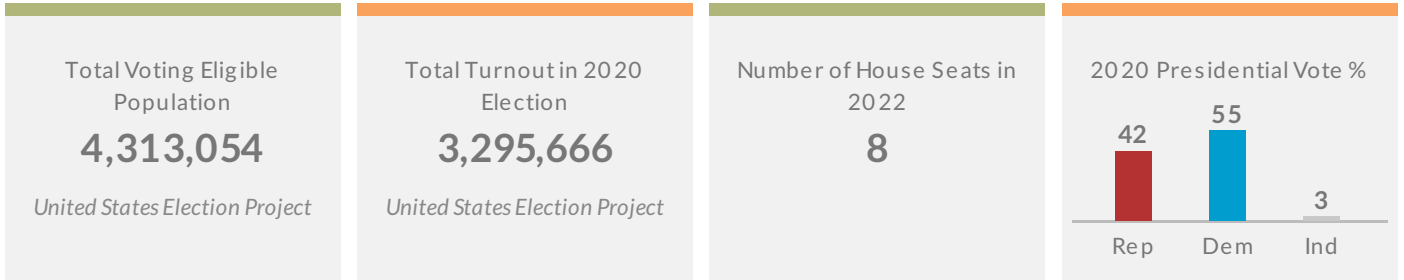 Total Voting Eligible
Population
4,313,054
United States Election Project
Total Turnout in 2020
Election
3,295,666
United States Election Project
Number of House Seats in
2022
8
2020 Presidential Vote %
42
55
3
Rep
Dem
Ind